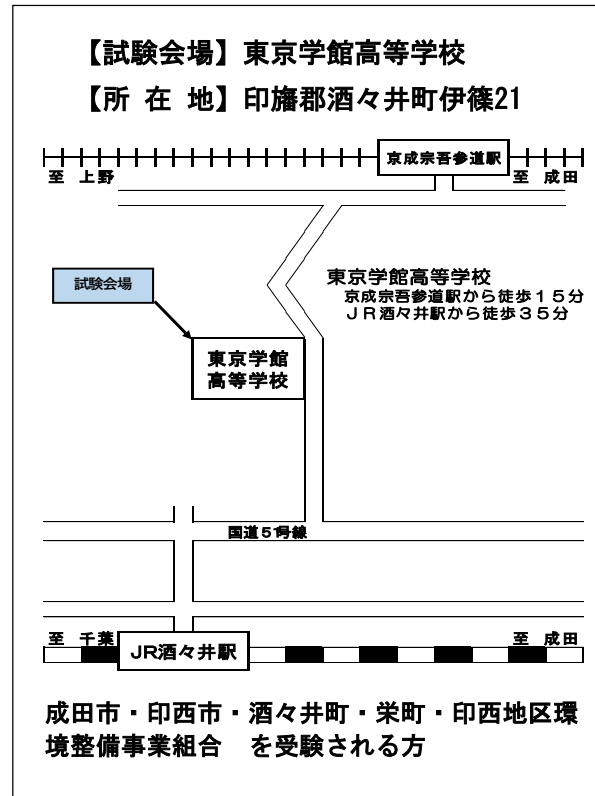 【試験会場】東京学館高等学校
【所 在 地】印旛郡酒々井町伊篠21
京成宗吾参道駅
至 上野
至 成田
試験会場
東京学館高等学校
京成宗吾参道駅から徒歩１５分
ＪＲ酒々井駅から徒歩３５分
東京学館
高等学校
国道５１号線
至 千葉
至 成田
JR酒々井駅
成田市・印西市・酒々井町・栄町・印西地区環
境整備事業組合　を受験される方